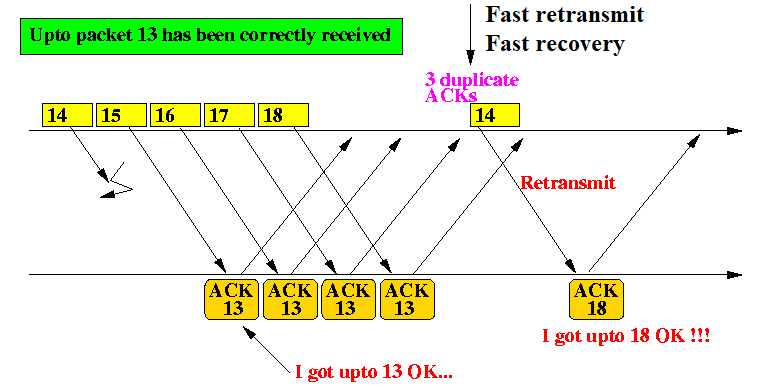 Fast retransmit
Fast recovery
Upto packet 13 has been correctly received
3 duplicate
ACKs
14 15 16 17 18 14
Retransmit
ACK ACK ACK ACK ACK
13 13 13 13 18
I got upto 18 OK !!!
I got upto 13 OK...